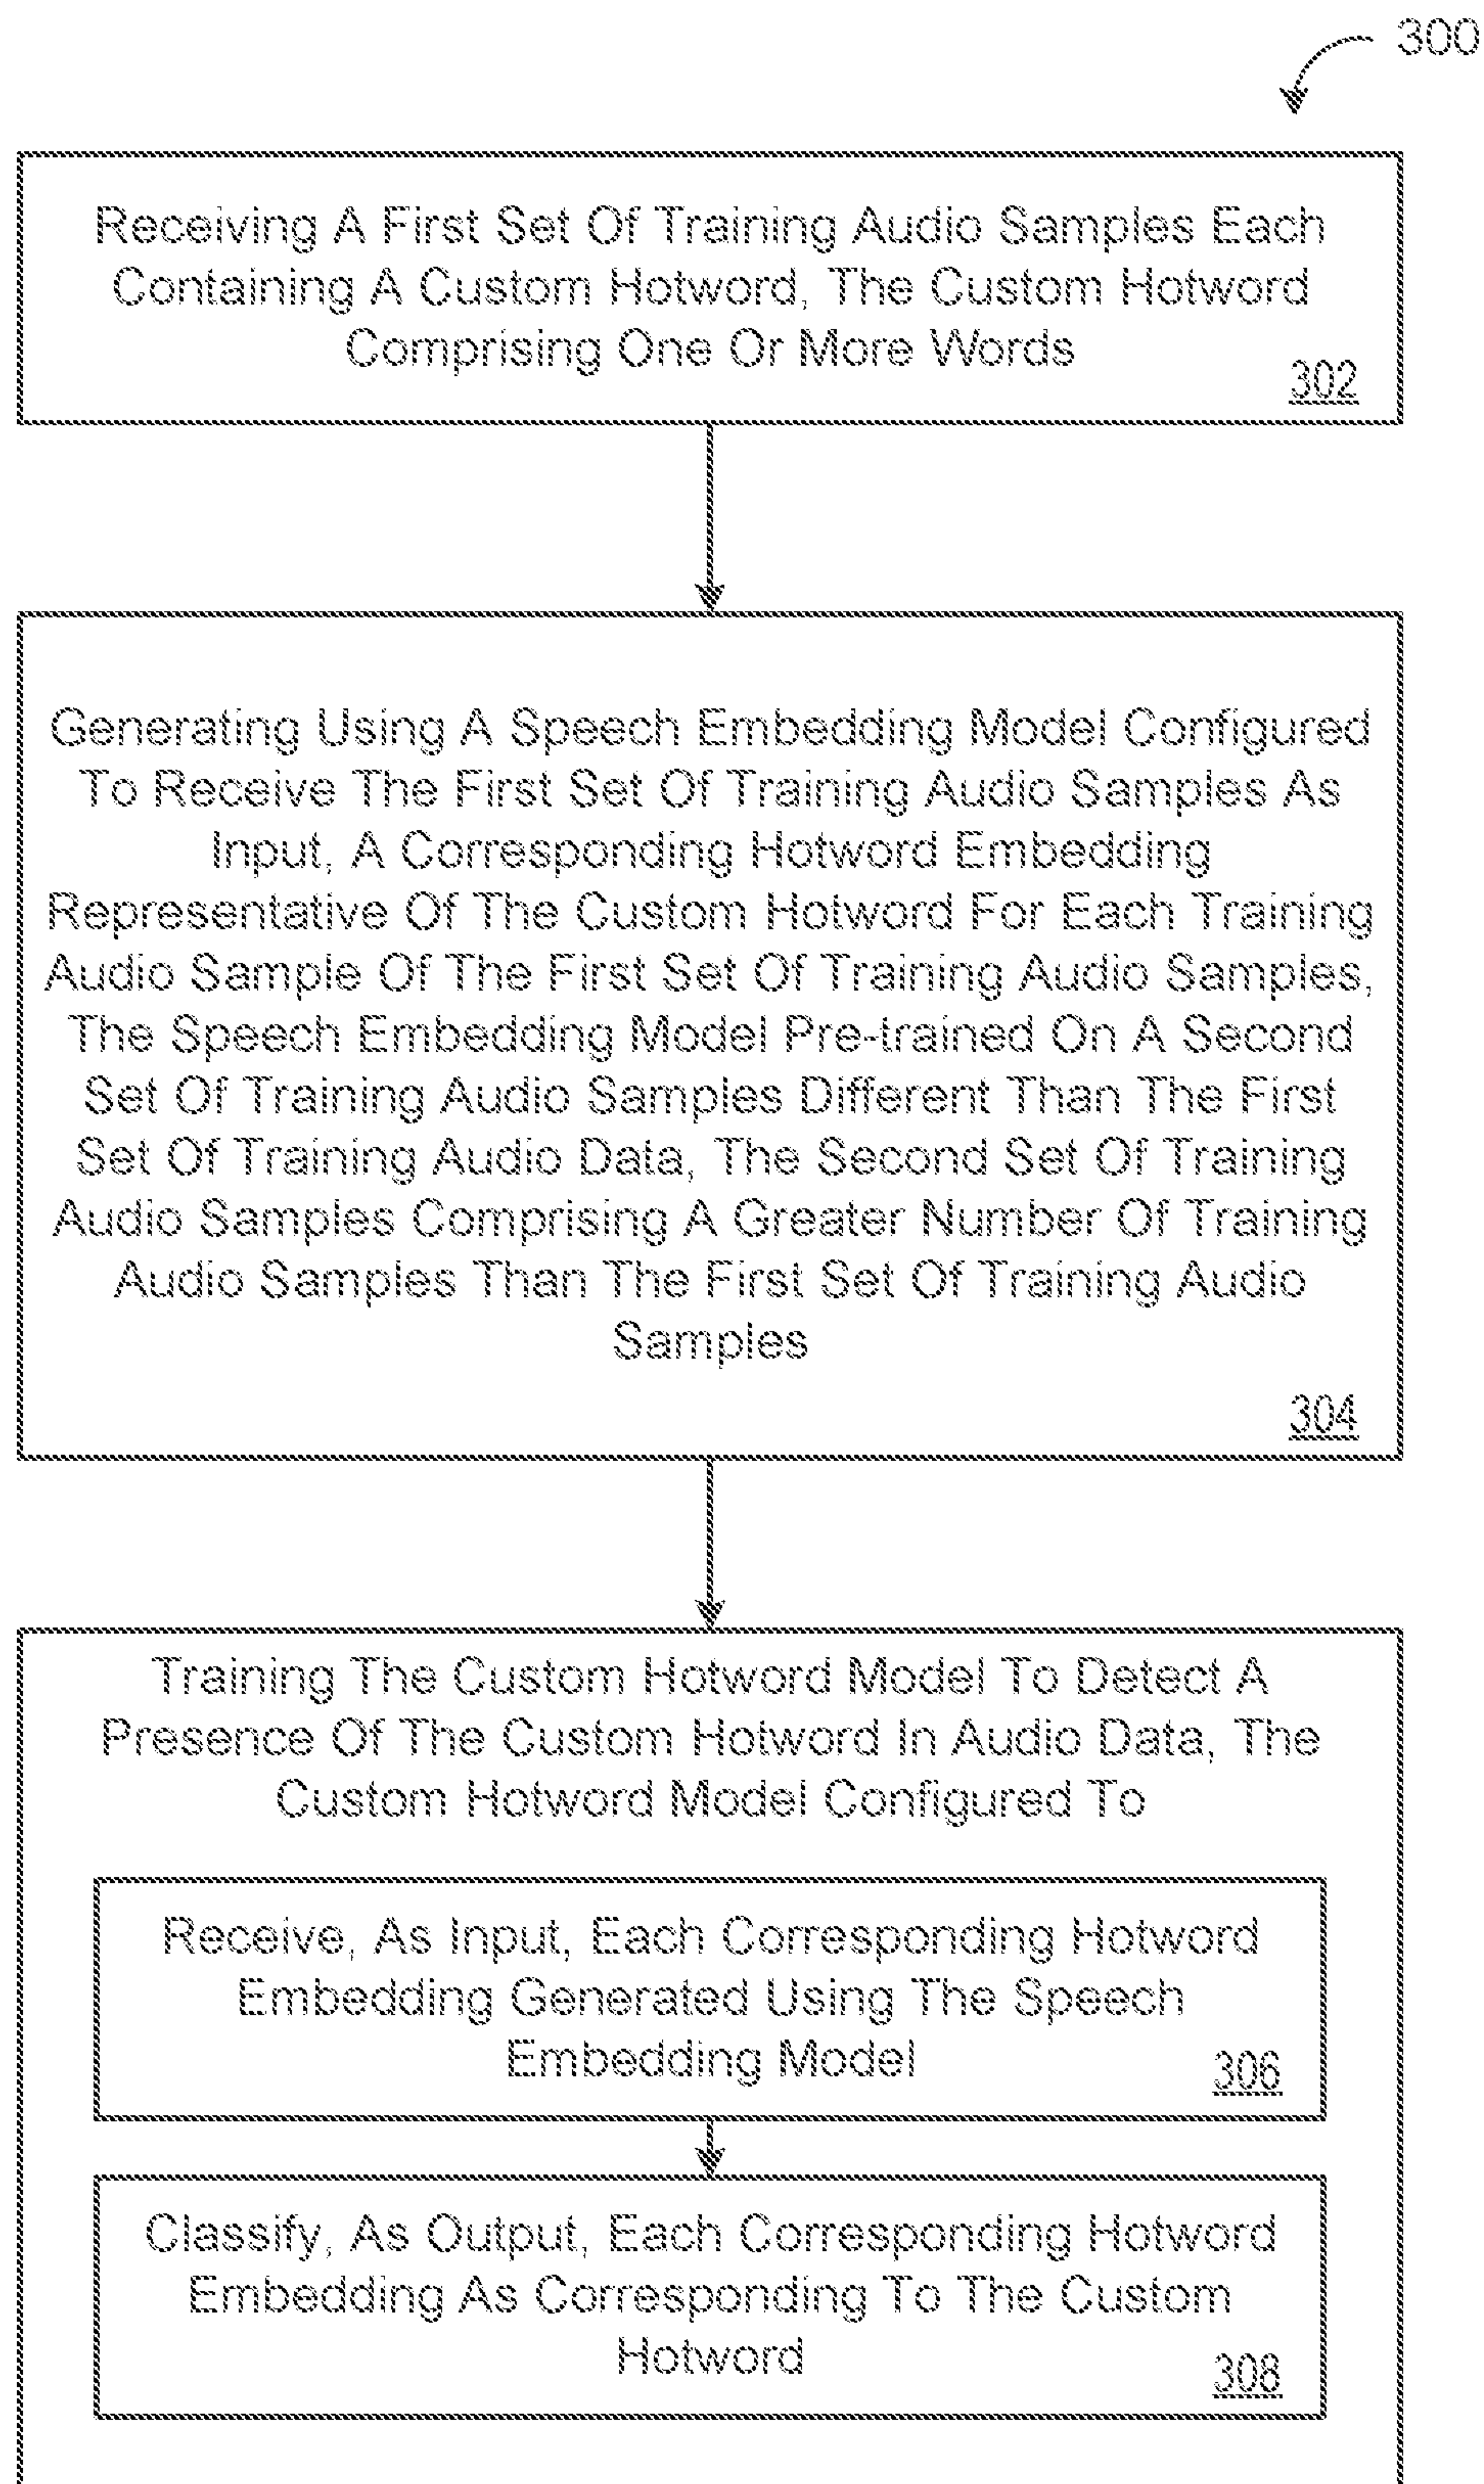 300
Receiving A First Set Of Training Audio Samples Each
Containing A Custom Hotword, The Custom Hotword
Comprising One Or More Words
302
Generating Using A Speech Embedding Model Configured
To Receive The First Set Of Training Audio Samples As
Input, A Corresponding Hotword Embedding
Representative Of The Custom Hotword For Each Training
Audio Sample Of The First Set Of Training Audio Samples,
The Speech Embedding Model Pre-trained On A Second
Set Of Training Audio Samples Different Than The First
Set Of Training Audio Data, The Second Set Of Training
Audio Samples Comprising A Greater Number Of Training
Audio Samples Than The First Set Of Training Audio
Samples
304
Training The Custom Hotword Model To Detect A
Presence Of The Custom Hotword In Audio Data, The
Custom Hotword Model Configured To
Receive, As Input, Each Corresponding Hotword
Embedding Generated Using The Speech
Embedding Model
306
Classify, As Output, Each Corresponding Hotword
Embedding As Corresponding To The Custom
Hotword
308